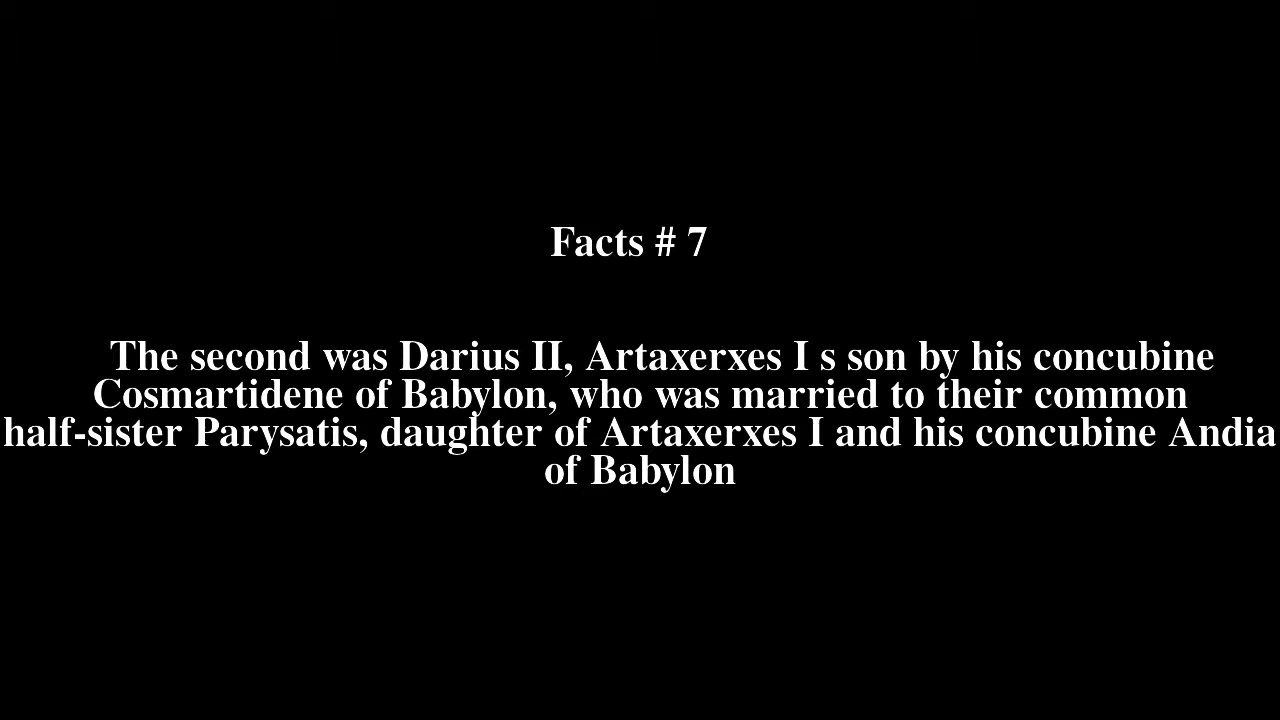 Facts # 7
The second was Darius II, Artaxerxes I s son by his concubine
Cosmartidene of Babylon, who was married to their common
half-sister Parysatis, daughter of Artaxerxes I and his concubine Andia
of Babylon